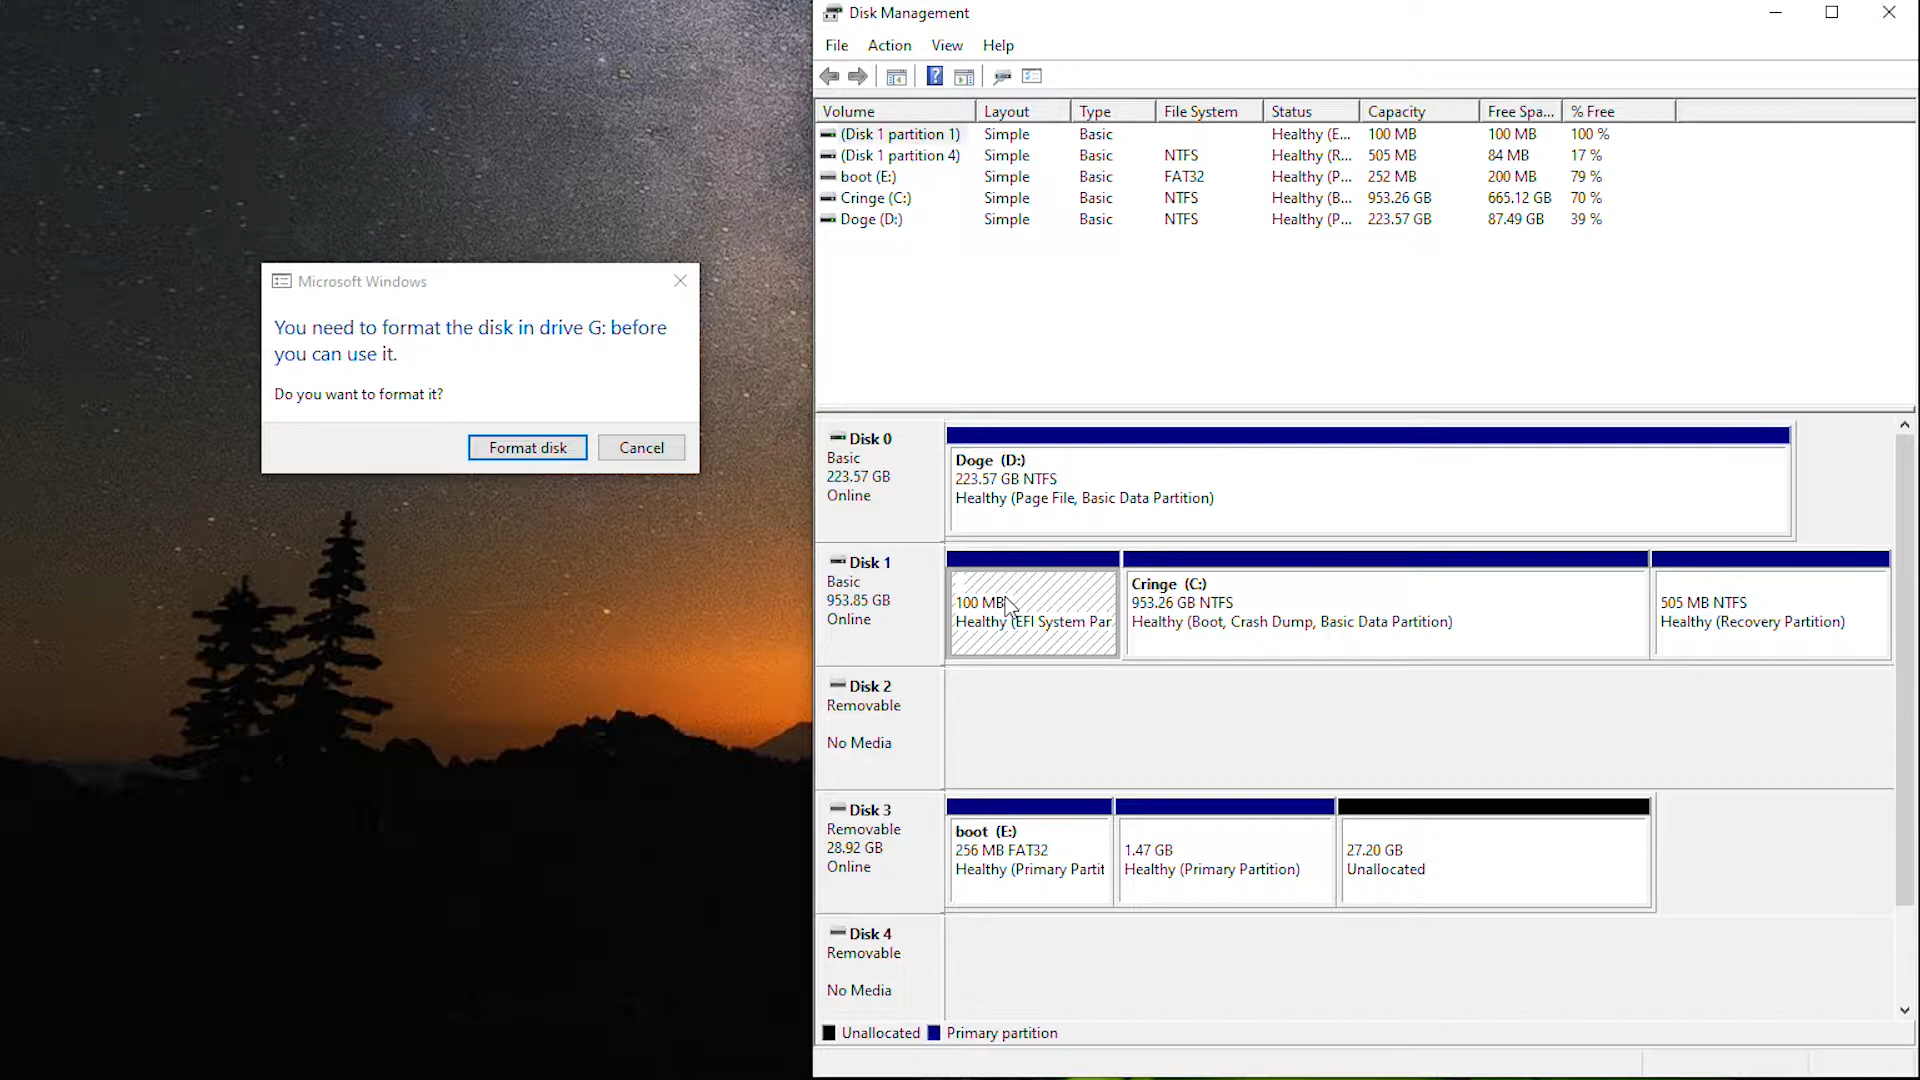 Disk Management
File Action View Help
Volume Layout Type File System Status Capacity Free Spa... % Free
(Disk 1 partition 1) Simple Basic Healthy (E... 100 MB 100 MB 100 %
(Disk 1 partition 4) Simple Basic NTFS Healthy (R... 505 MB 84 MB 17 %
boot (E:) Simple Basic FAT32 Healthy (P... 252 MB 200 MB 79 %
Cringe (C:) Simple Basic NTFS Healthy (B... 953.26 GB 665.12 GB 70 %
Doge (D:) Simple Basic NTFS Healthy (P... 223.57 GB 87.49 GB 39 %
Microsoft Windows
You need to format the disk in drive G: before
you can use it.
Do you want to format it?
Format disk Cancel
Disk 0
Basic
223.57 GB
Online
Doge (D:)
223.57 GB NTFS
Healthy (Page File, Basic Data Partition)
Disk 1
Basic
953.85 GB
Online
100 MB
Healthy (EFI System Par
Cringe (C:)
953.26 GB NTFS
Healthy (Boot, Crash Dump, Basic Data Partition)
505 MB NTFS
Healthy (Recovery Partition)
Disk 2
Removable
No Media
Disk 3
Removable
28.92 GB
Online
boot (E:)
256 MB FAT32
Healthy (Primary Partit
1.47 GB
Healthy (Primary Partition)
27.20 GB
Unallocated
Disk 4
Removable
No Media
Unallocated Primary partition